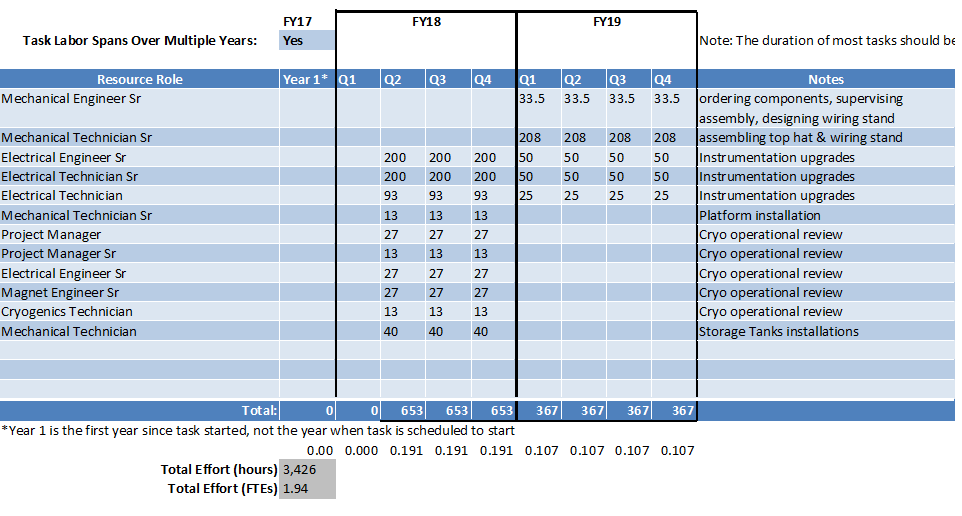 FY17 FY18 FY19
Task Labor Spans Over Multiple Years: Yes Note: The duration of most tasks should be
Resource Role Year 1* Q1 Q2 Q3 Q4 Q1 Q2 Q3 Q4 Notes
Mechanical Engineer Sr 33.5 33.5 33.5 33.5 ordering components, supervising
assembly, designing wiring stand
Mechanical Technician Sr 208 208 208 208 assembling top hat & wiring stand
Electrical Engineer Sr 200 200 200 50 50 50 50 Instrumentation upgrades
Electrical Technician Sr 200 200 200 50 50 50 50 Instrumentation upgrades
Electrical Technician 93 93 93 25 25 25 25 Instrumentation upgrades
Mechanical Technician Sr 13 13 13 Platform installation
Project Manager 27 27 27 Cryo operational review
Project Manager Sr 13 13 13 Cryo operational review
Electrical Engineer Sr 27 27 27 Cryo operational review
Magnet Engineer Sr 27 27 27 Cryo operational review
Cryogenics Technician 13 13 13 Cryo operational review
Mechanical Technician 40 40 40 Storage Tanks installations
Total: 0 0 653 653 653 367 367 367 367
*Year 1 is the first year since task started, not the year when task is scheduled to start
0.00 0.000 0.191 0.191 0.191 0.107 0.107 0.107 0.107
Total Effort (hours) 3,426
Total Effort (FTEs) 1.94